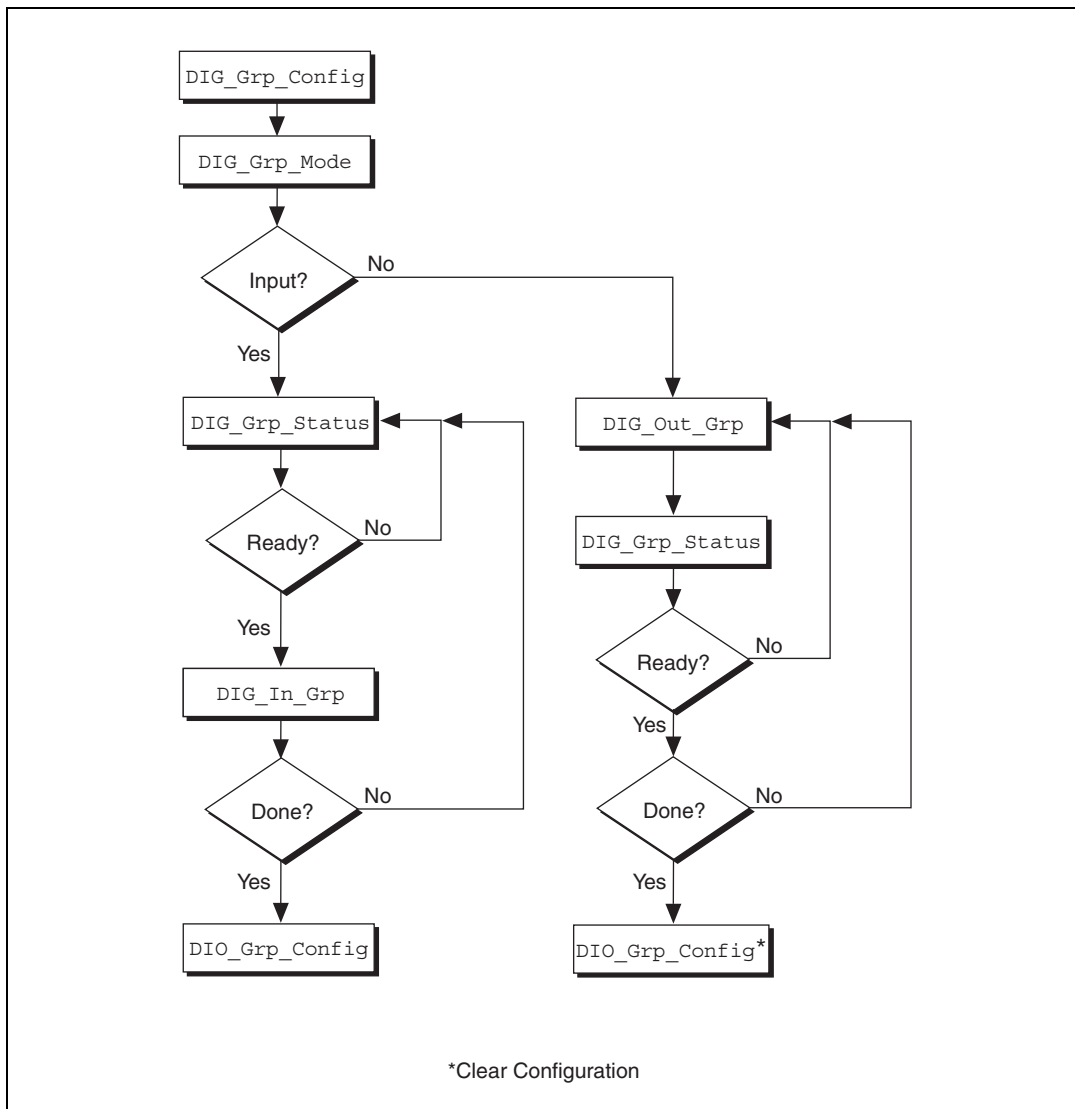 DIG_Grp_Config
DIG_Grp_Mode
Input?
No
Yes
DIG_Grp_Status
Ready?
No
Yes
DIG_In_Grp
Done?
No
Yes
DIO_Grp_Config
DIG_Out_Grp
DIG_Grp_Status
Ready?
No
Yes
Done?
No
Yes
DIO_Grp_Config*
*Clear Configuration